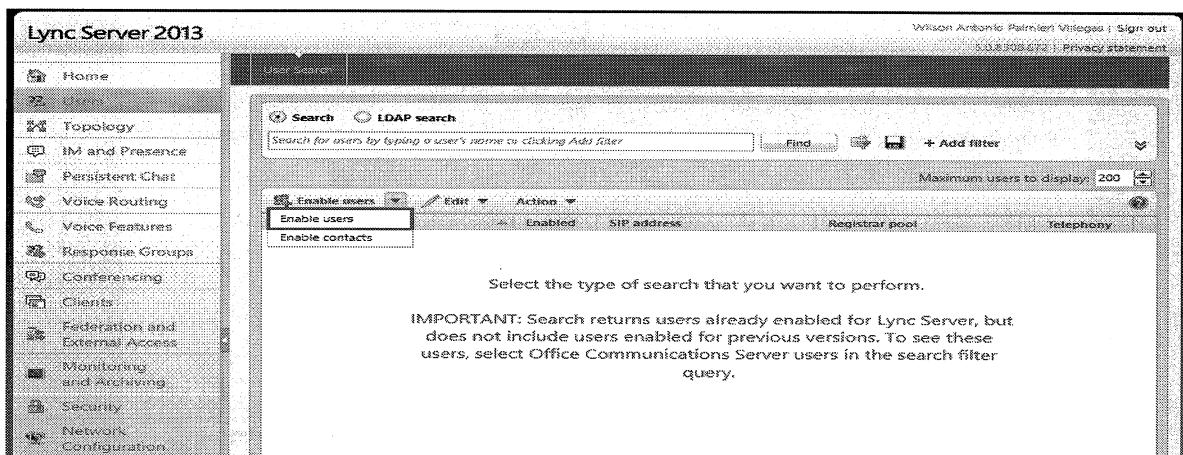 Lync Server 2013
Wilson Antonio Palmieri Villegas | Sign out
5.0.8308.672 | Privacy statement
Home
Users
Topology
IM and Presence
Persistent Chat
Voice Routing
Voice Features
Response Groups
Conferencing
Clients
Federation and
External Access
Monitoring
and Archiving
Security
Network
Configuration
User Search
Search
LDAP search
Search for users by typing a user's name or clicking Add filter
Find
+ Add filter
Maximum users to display: 200
Enable users
Edit
Action
Enable users
Enable contacts
Enabled
SIP address
Registrar pool
Telephony
Select the type of search that you want to perform.
IMPORTANT: Search returns users already enabled for Lync Server, but
does not include users enabled for previous versions. To see these
users, select Office Communications Server users in the search filter
query.